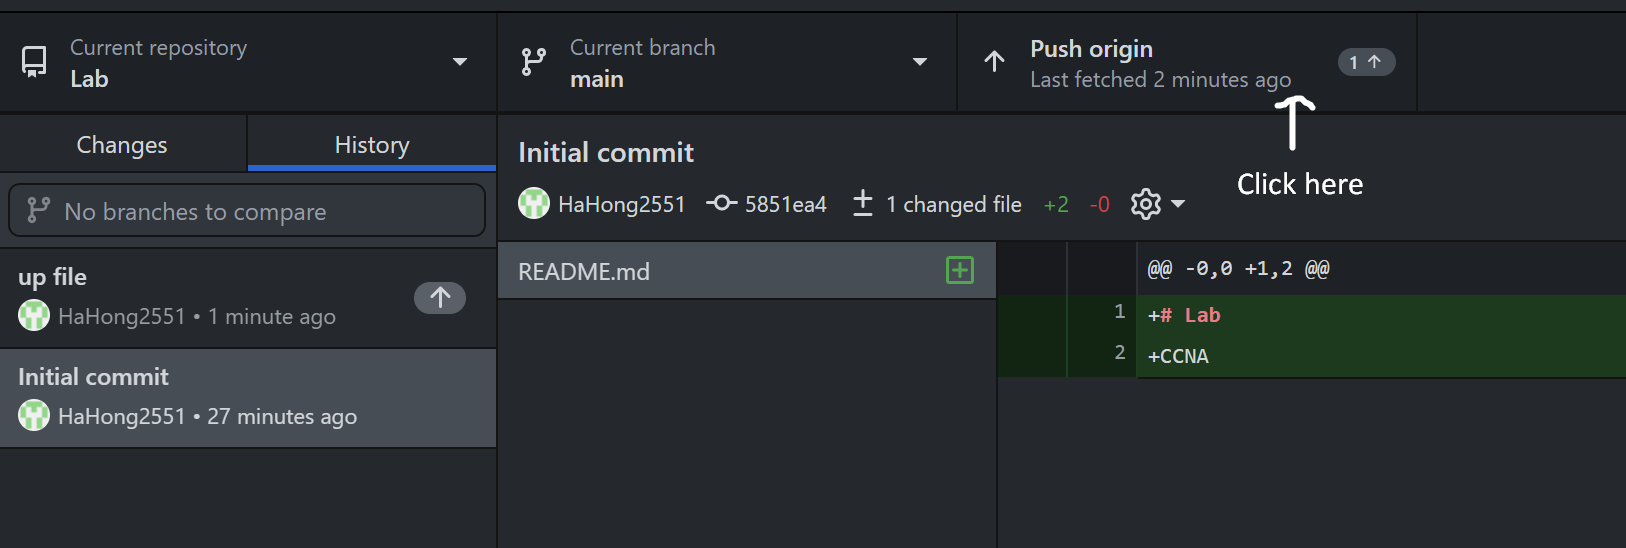 Current repository
Lab
Current branch
main
Push origin
Last fetched 2 minutes ago
1
Click here
Changes
History
No branches to compare
up file
HaHong2551 • 1 minute ago
Initial commit
HaHong2551 • 27 minutes ago
Initial commit
HaHong2551 5851ea4 ± 1 changed file +2 -0
README.md
@@ -0,0 +1,2 @@
1 +# Lab
2 +CCNA